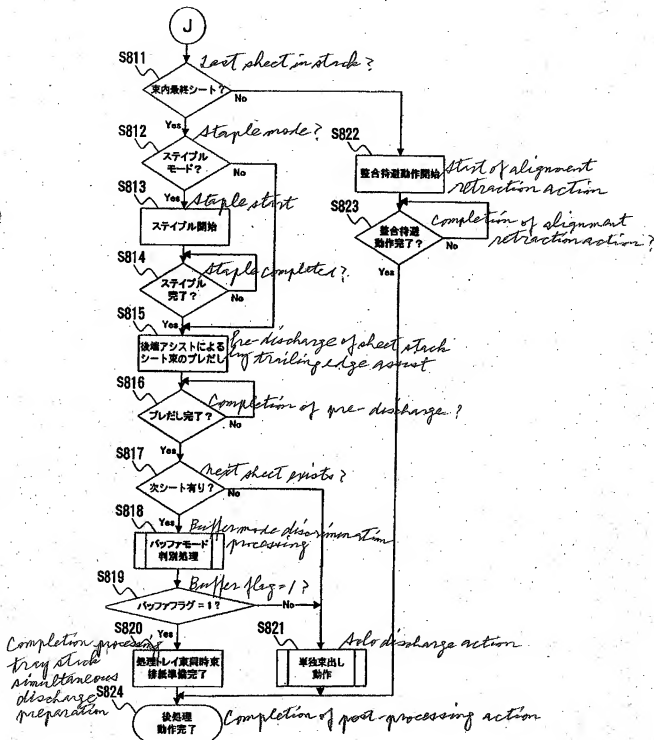 J
S811
Last sheet in stack?
束内最終シート?
No
Yes
S812
Staple mode?
ステイプル
モード?
No
Yes
S813
Staple start
ステイプル開始
S814
Staple completed?
ステイプル
完了?
No
Yes
S815
後端アシストによる
シート束のプレだし
Pre-discharge of sheet stack
by trailing edge assist
S816
Completion of pre-discharge?
プレだし完了?
No
Yes
S817
next sheet exists?
次シート有り?
No
Yes
S818
Buffer mode discrimination
processing
バッファモード
判別処理
S819
Buffer flag=1?
バッファフラグ=1?
No
Yes
S820
Completion processing
tray stack
simultaneous
discharge
preparation
処理トレイ束同時束
排紙準備完了
S821
Solo discharge action
単独束出し
動作
S822
整合待避動作開始
Start of alignment
retraction action
S823
整合待避
動作完了?
Completion of alignment
retraction action?
No
Yes
S824
後処理
動作完了
Completion of post-processing action